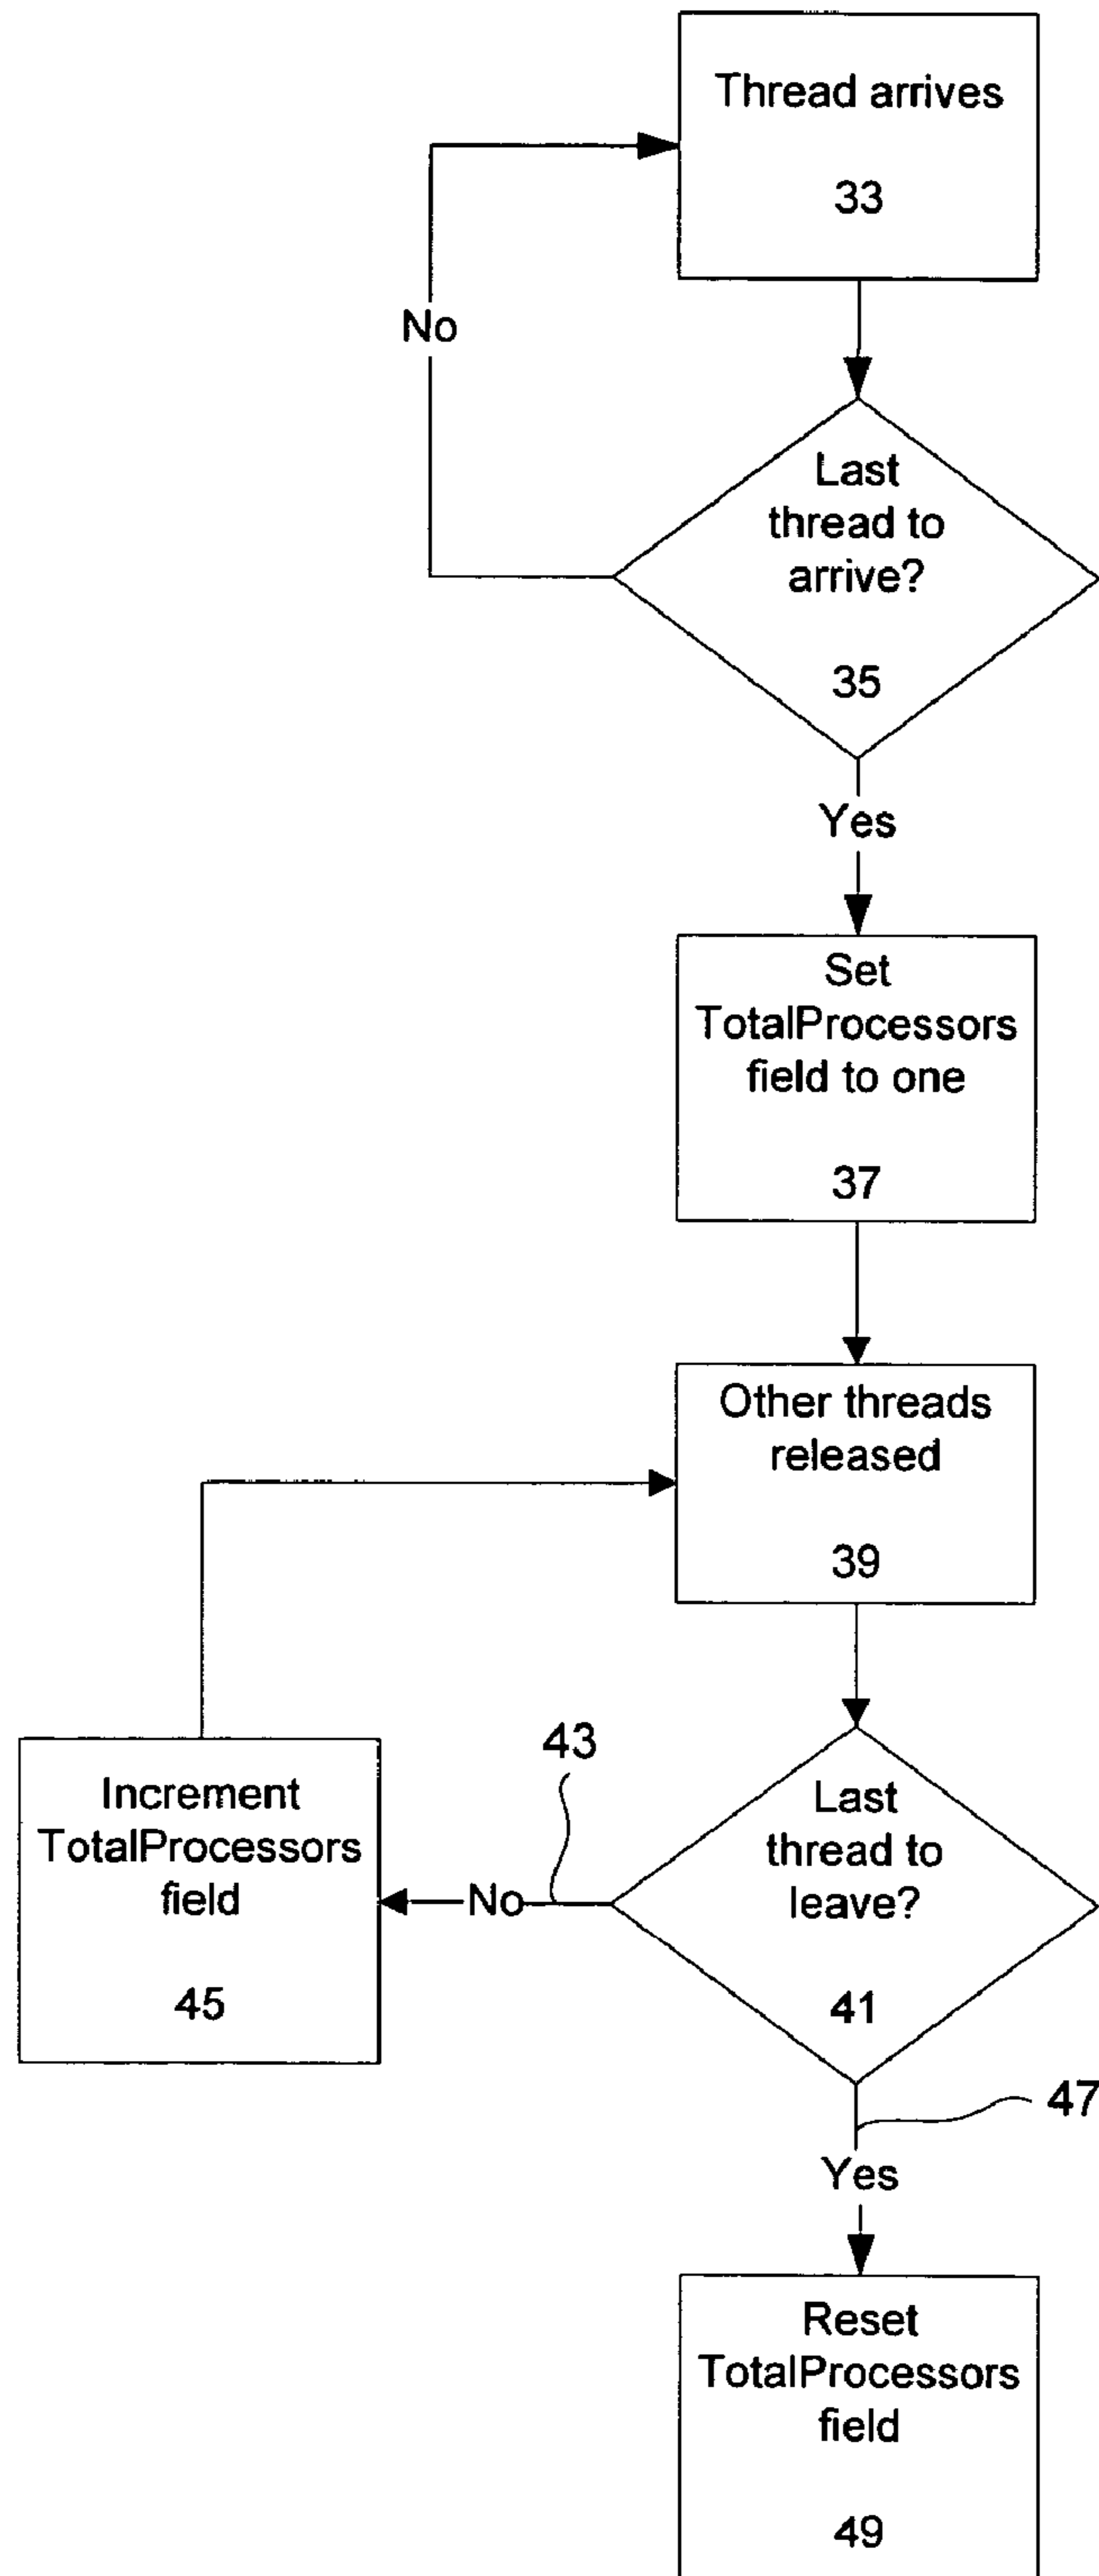 Thread arrives
33
No
Last
thread to
arrive?
35
Yes
Set
TotalProcessors
field to one
37
Other threads
released
39
43
Increment
TotalProcessors
field
45
No
Last
thread to
leave?
41
47
Yes
Reset
TotalProcessors
field
49